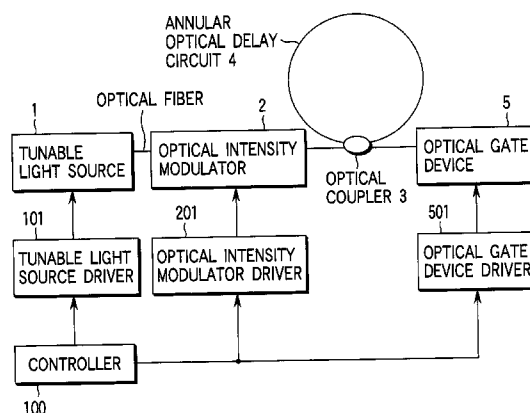 ANNULAR
OPTICAL DELAY
CIRCUIT 4
OPTICAL FIBER
1
2
5
TUNABLE
LIGHT SOURCE
OPTICAL INTENSITY
MODULATOR
OPTICAL
COUPLER 3
OPTICAL GATE
DEVICE
101
201
501
TUNABLE LIGHT
SOURCE DRIVER
OPTICAL INTENSITY
MODULATOR DRIVER
OPTICAL GATE
DEVICE DRIVER
CONTROLLER
100